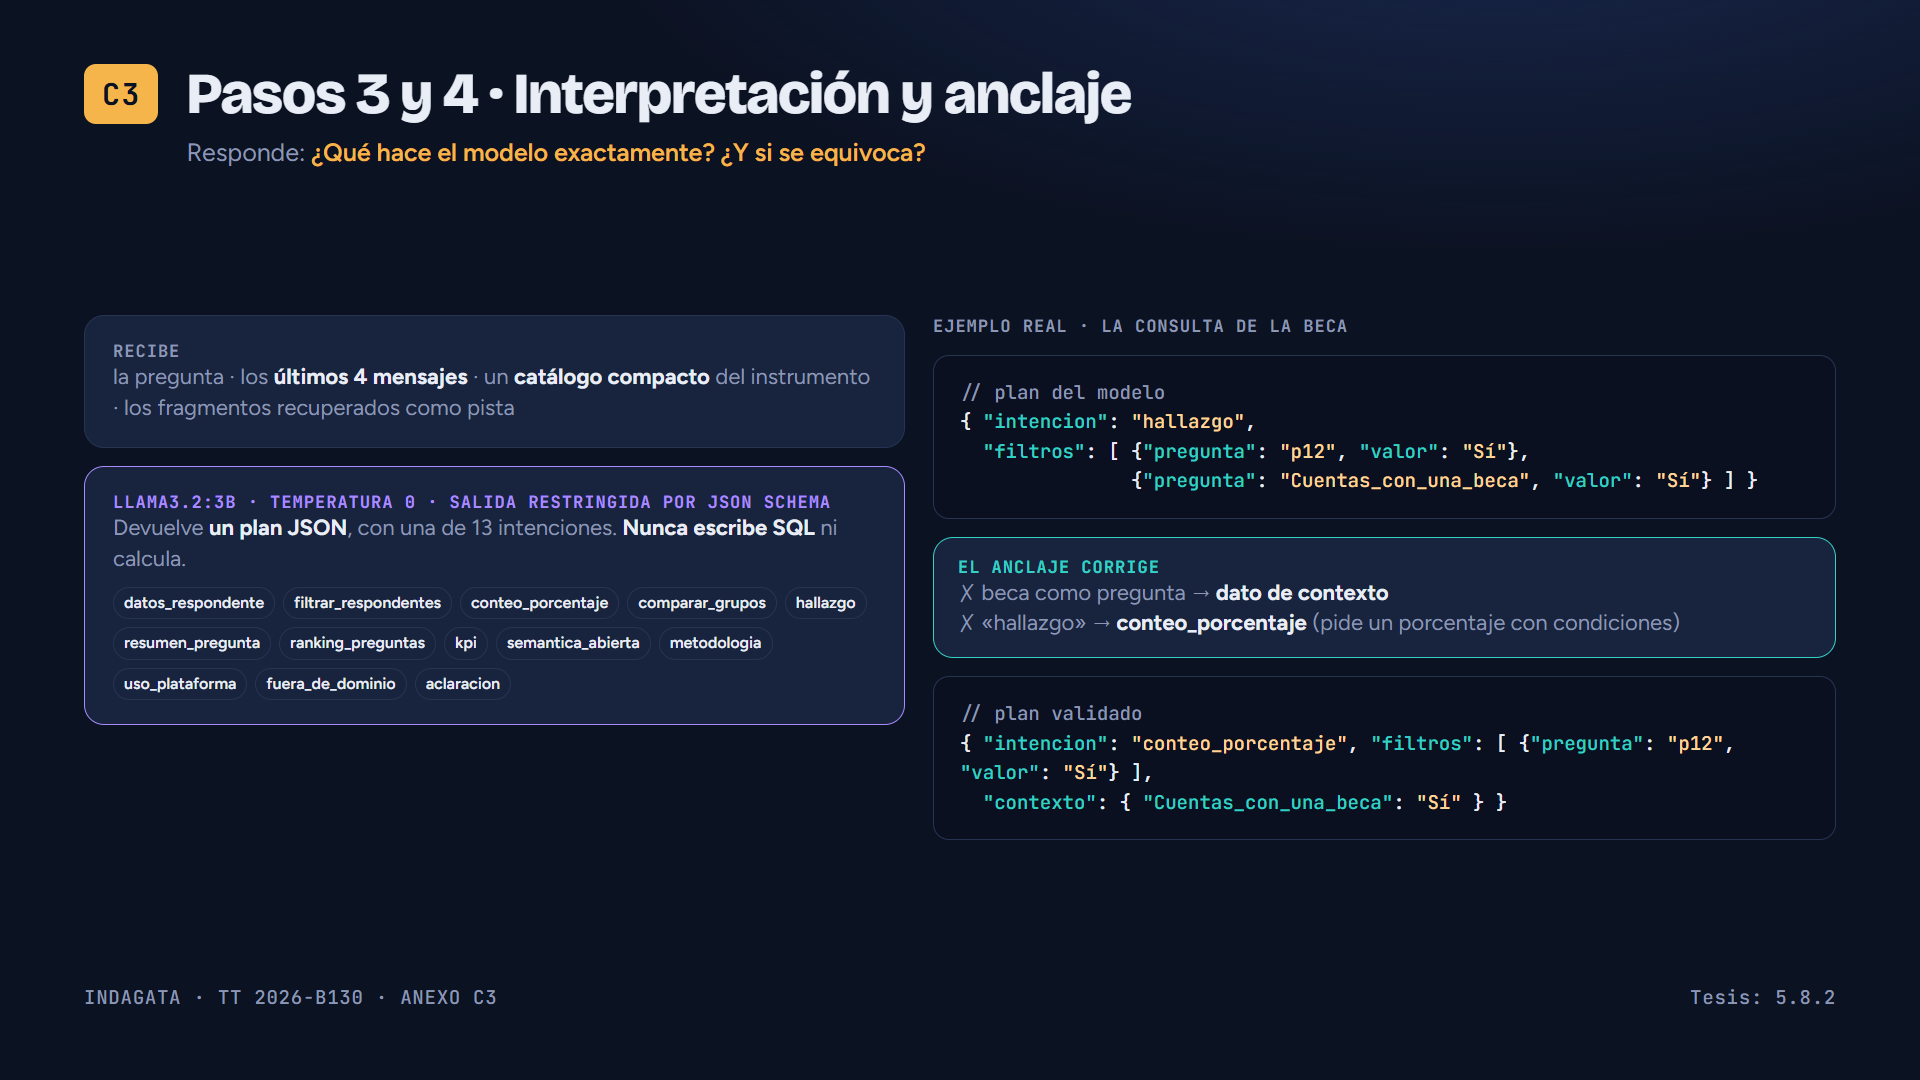 C3
Pasos 3 y 4 · Interpretación y anclaje
Responde: ¿Qué hace el modelo exactamente? ¿Y si se equivoca?
RECIBE
la pregunta · los últimos 4 mensajes · un catálogo compacto del instrumento
· los fragmentos recuperados como pista
LLAMA3.2:3B · TEMPERATURA 0 · SALIDA RESTRINGIDA POR JSON SCHEMA
Devuelve un plan JSON, con una de 13 intenciones. Nunca escribe SQL ni
calcula.
datos_respondente filtrar_respondentes conteo_porcentaje comparar_grupos hallazgo
resumen_pregunta ranking_preguntas kpi semantica_abierta metodologia
uso_plataforma fuera_de_dominio aclaracion
EJEMPLO REAL · LA CONSULTA DE LA BECA
// plan del modelo
{ "intencion": "hallazgo",
"filtros": [ {"pregunta": "p12", "valor": "Sí"},
{"pregunta": "Cuentas_con_una_beca", "valor": "Sí"} ] }
EL ANCLAJE CORRIGE
✗ beca como pregunta → dato de contexto
✗ «hallazgo» → conteo_porcentaje (pide un porcentaje con condiciones)
// plan validado
{ "intencion": "conteo_porcentaje", "filtros": [ {"pregunta": "p12",
"valor": "Sí"} ],
"contexto": { "Cuentas_con_una_beca": "Sí" } }
INDAGATA · TT 2026-B130 · ANEXO C3
Tesis: 5.8.2